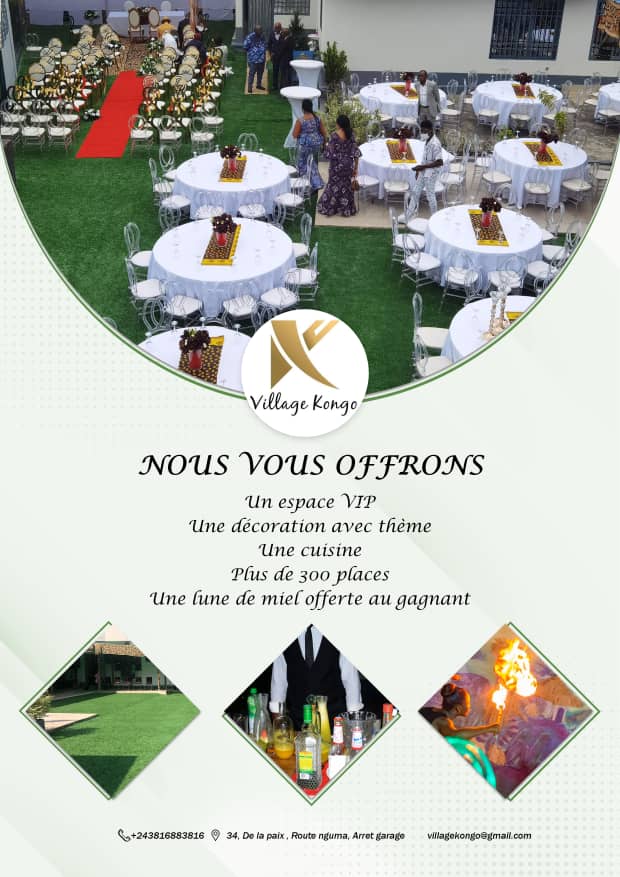 Village Kongo
NOUS VOUS OFFRONS
Un espace VIP
Une décoration avec thème
Une cuisine
Plus de 300 places
Une lune de miel offerte au gagnant
+243816883816 34, De la paix , Route nguma, Arret garage villagekongo@gmail.com